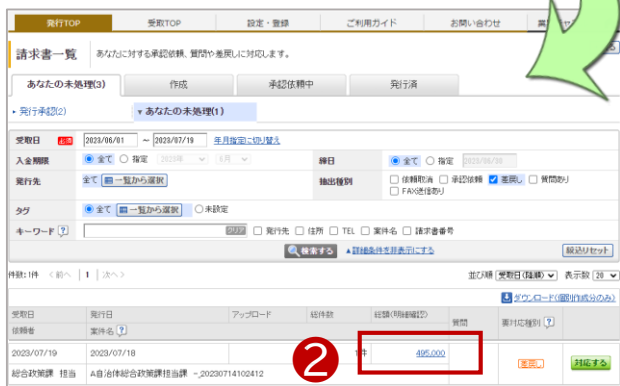 発行TOP 受取TOP 設定・登録 ご利用ガイド お問い合わせ
請求書一覧 あなたに対する承認依頼、質問や差戻しに対応します。
あなたの未処理(3) 作成 承認依頼中 発行済
・発行承認(2) ▼あなたの未処理(1)
受取日 必須 2023/06/01 ～ 2023/07/19 年月指定に切り替え
入金期限 全て 指定 2023年 6月 締日 全て 指定 2023/06/30
発行先 全て 一覧から選択 抽出種別 依頼取消 承認依頼 差戻し 質問あり
FAX送信あり
タグ 全て 一覧から選択 未設定
キーワード ? クリア 発行先 住所 TEL 案件名 請求書番号
検索する ▲詳細条件を非表示にする 絞込リセット
件数:1件 ＜前へ | 1 | 次へ＞ 並び順 受取日(降順) 表示数 20
ダウンロード(個別作成分のみ)
受取日 発行日 アップロード 総件数 総額(明細確認) 質問 要対応種別 ?
依頼者 案件名 ?
2023/07/19 2023/07/18 1件 495,000 差戻し 対応する
総合政策課 担当 A自治体総合政策課担当課 -_20230714102412
2